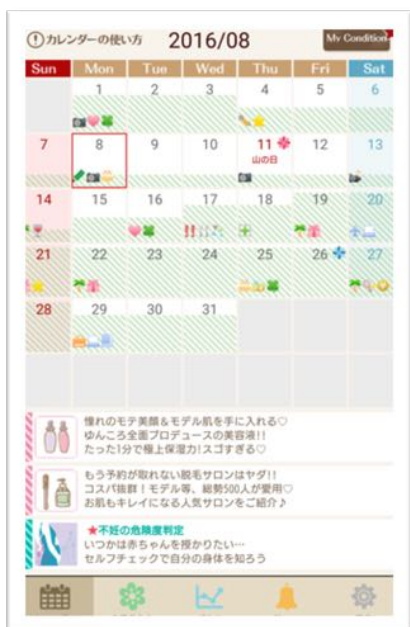 カレンダーの使い方 2016/08 My Condition
Sun Mon Tue Wed Thu Fri Sat
1 2 3 4 5 6
7 8 9 10 11 12 13
山の日
14 15 16 17 18 19 20
21 22 23 24 25 26 27
28 29 30 31
憧れのモテ美顔&モデル肌を手に入れる♡
ゆんころ全面プロデュースの美容液!!
たった1分で極上保湿力!スゴすぎる♡
もう予約が取れない脱毛サロンはヤダ!!
コスパ抜群!モデル等、総勢500人が愛用♡
お肌もキレイになる人気サロンをご紹介♪
★不妊の危険度判定
いつかは赤ちゃんを授かりたい…
セルフチェックで自分の身体を知ろう